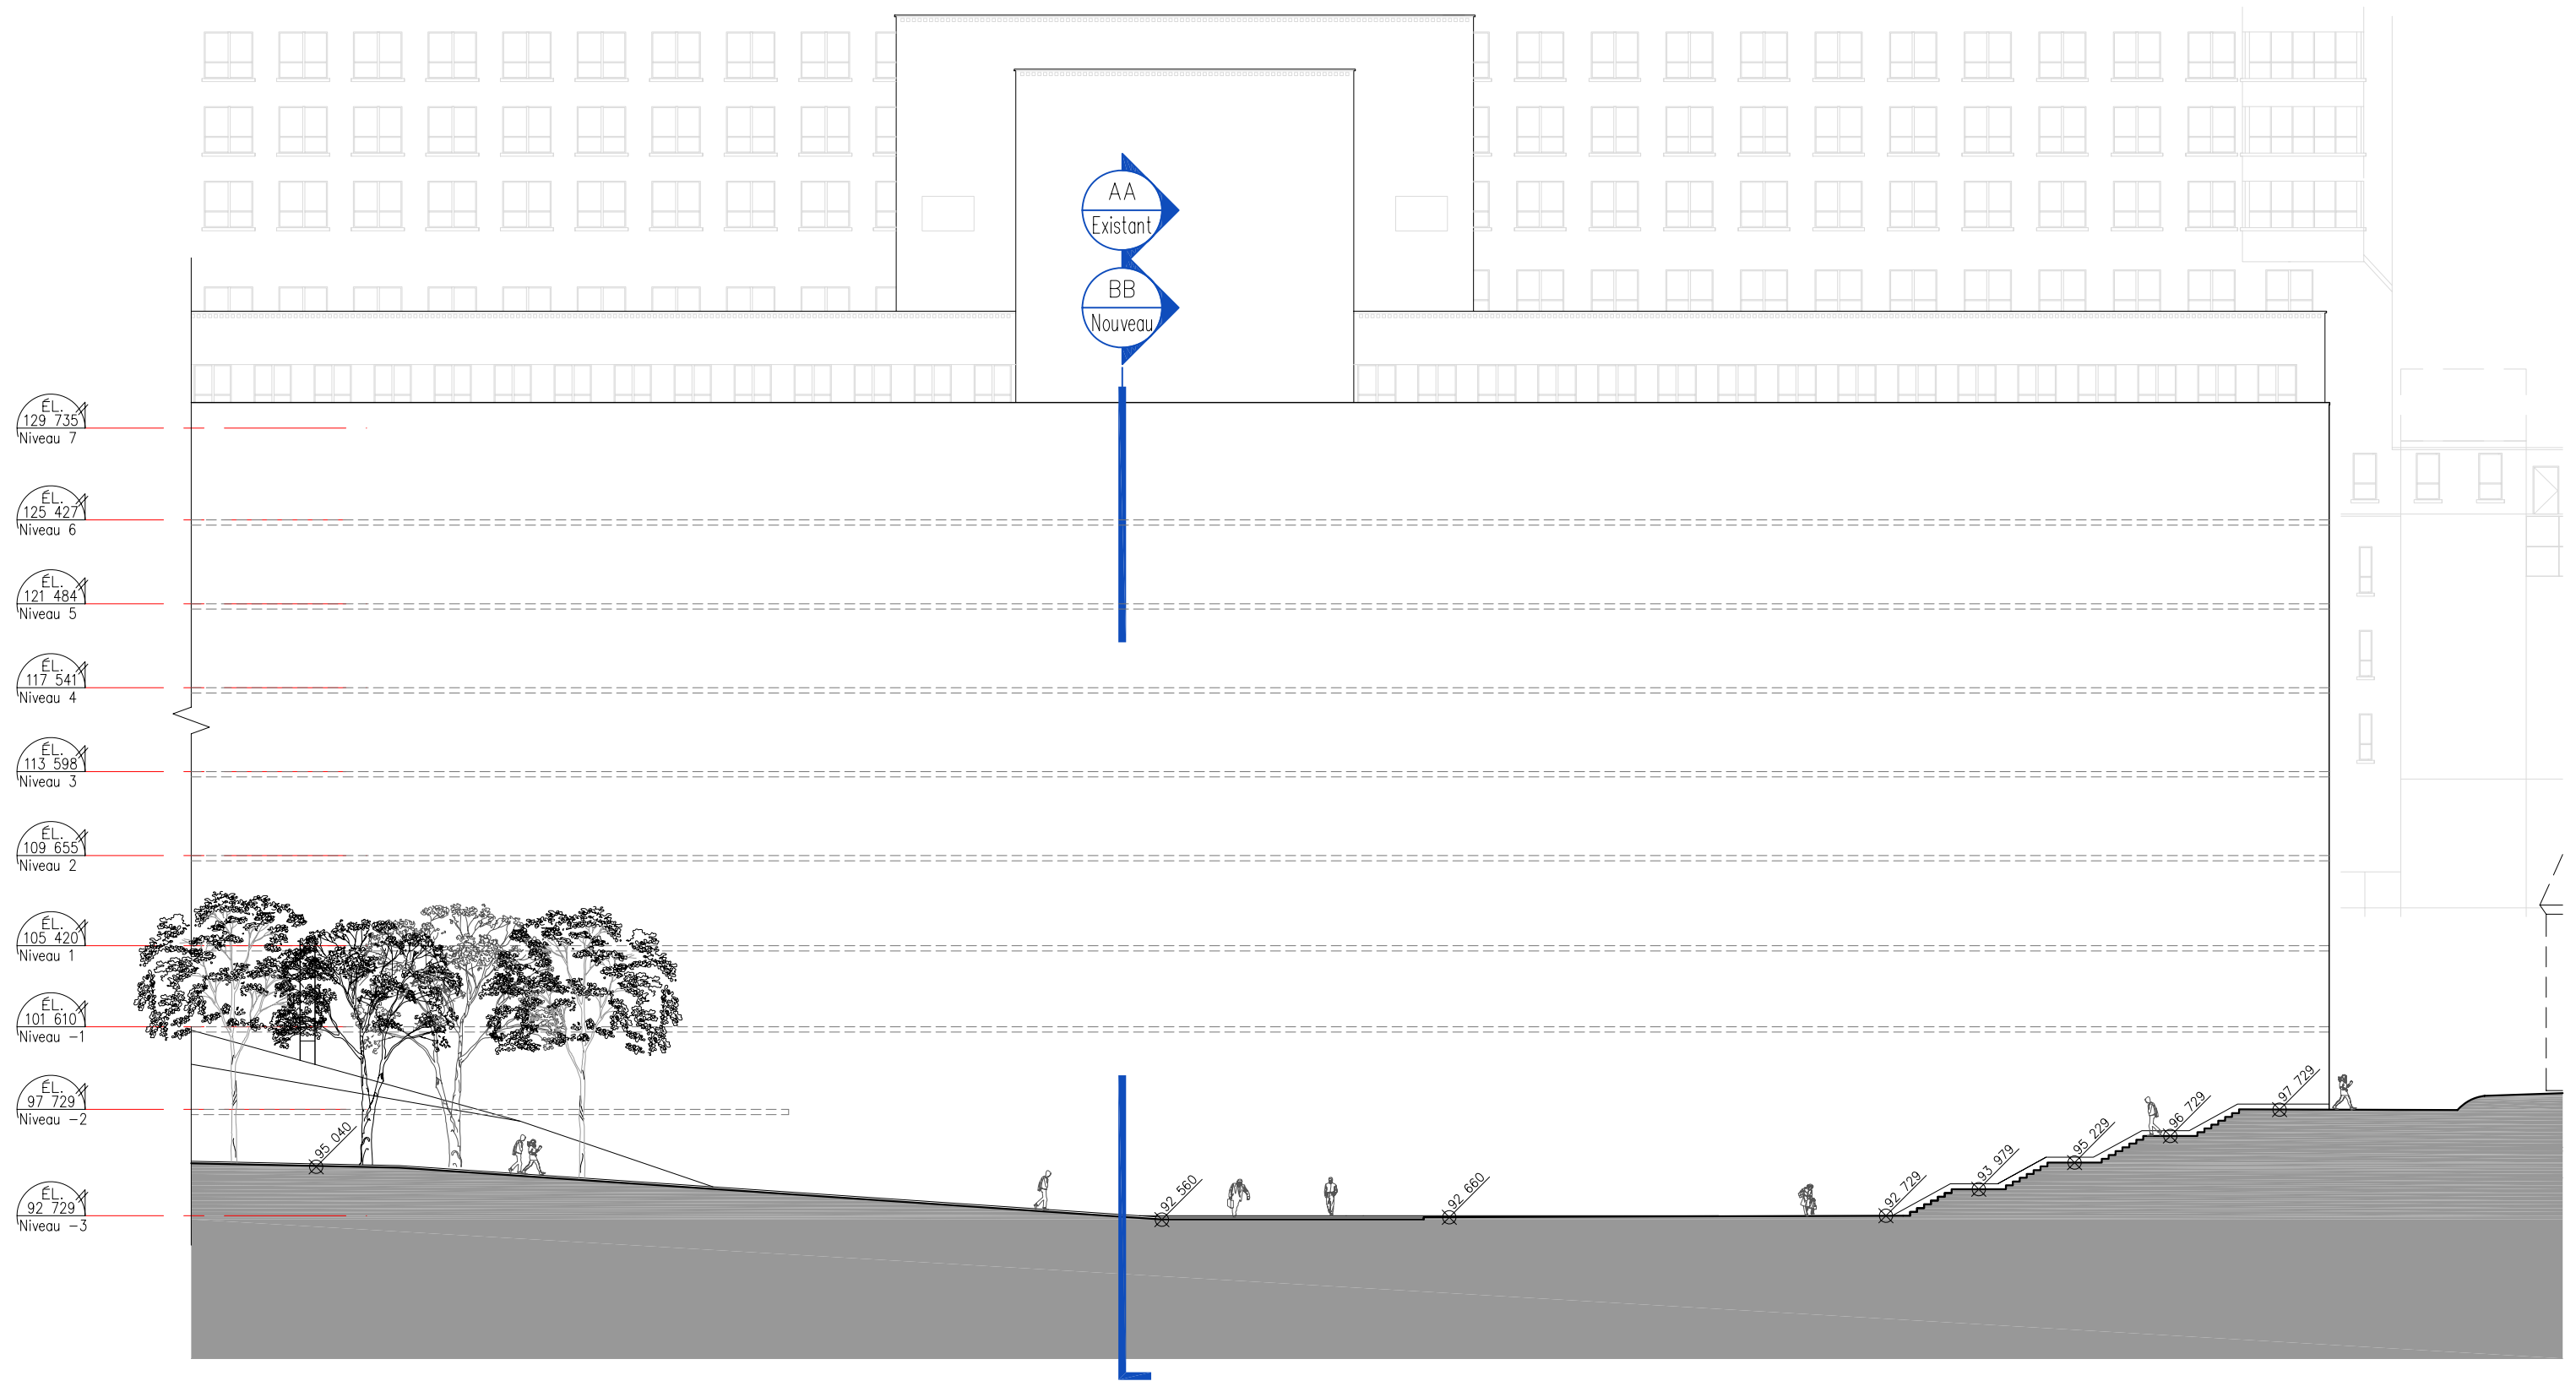 AA
Existant
BB
Nouveau
ÉL.
129 735
Niveau 7
ÉL.
125 427
Niveau 6
ÉL.
121 484
Niveau 5
ÉL.
117 541
Niveau 4
ÉL.
113 598
Niveau 3
ÉL.
109 655
Niveau 2
ÉL.
105 420
Niveau 1
ÉL.
101 610
Niveau -1
ÉL.
97 729
Niveau -2
ÉL.
92 729
Niveau -3
95 040
92 560
92 660
92 729
93 979
95 229
96 729
97 729